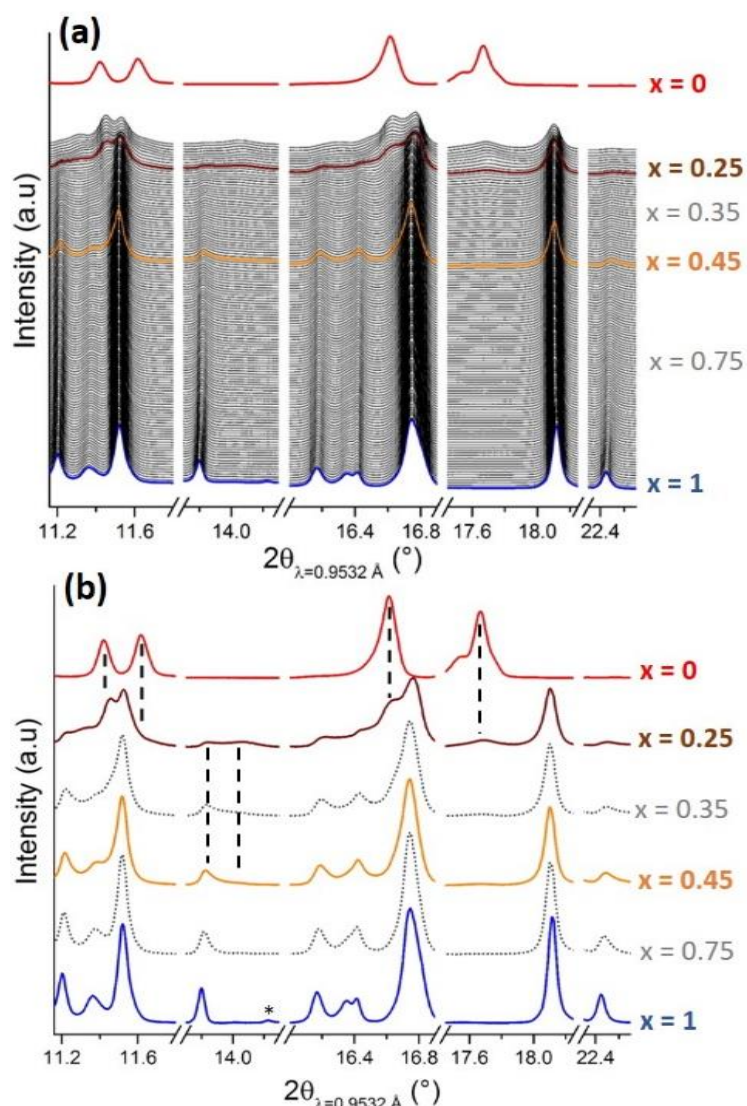 (a)
x = 0
x = 0.25
x = 0.35
x = 0.45
x = 0.75
x = 1
Intensity (a.u)
11.2 11.6 14.0 16.4 16.8 17.6 18.0 22.4
2θλ=0.9532 Å (°)
(b)
x = 0
x = 0.25
x = 0.35
x = 0.45
x = 0.75
x = 1
*
Intensity (a.u)
11.2 11.6 14.0 16.4 16.8 17.6 18.0 22.4
2θλ=0.9532 Å (°)